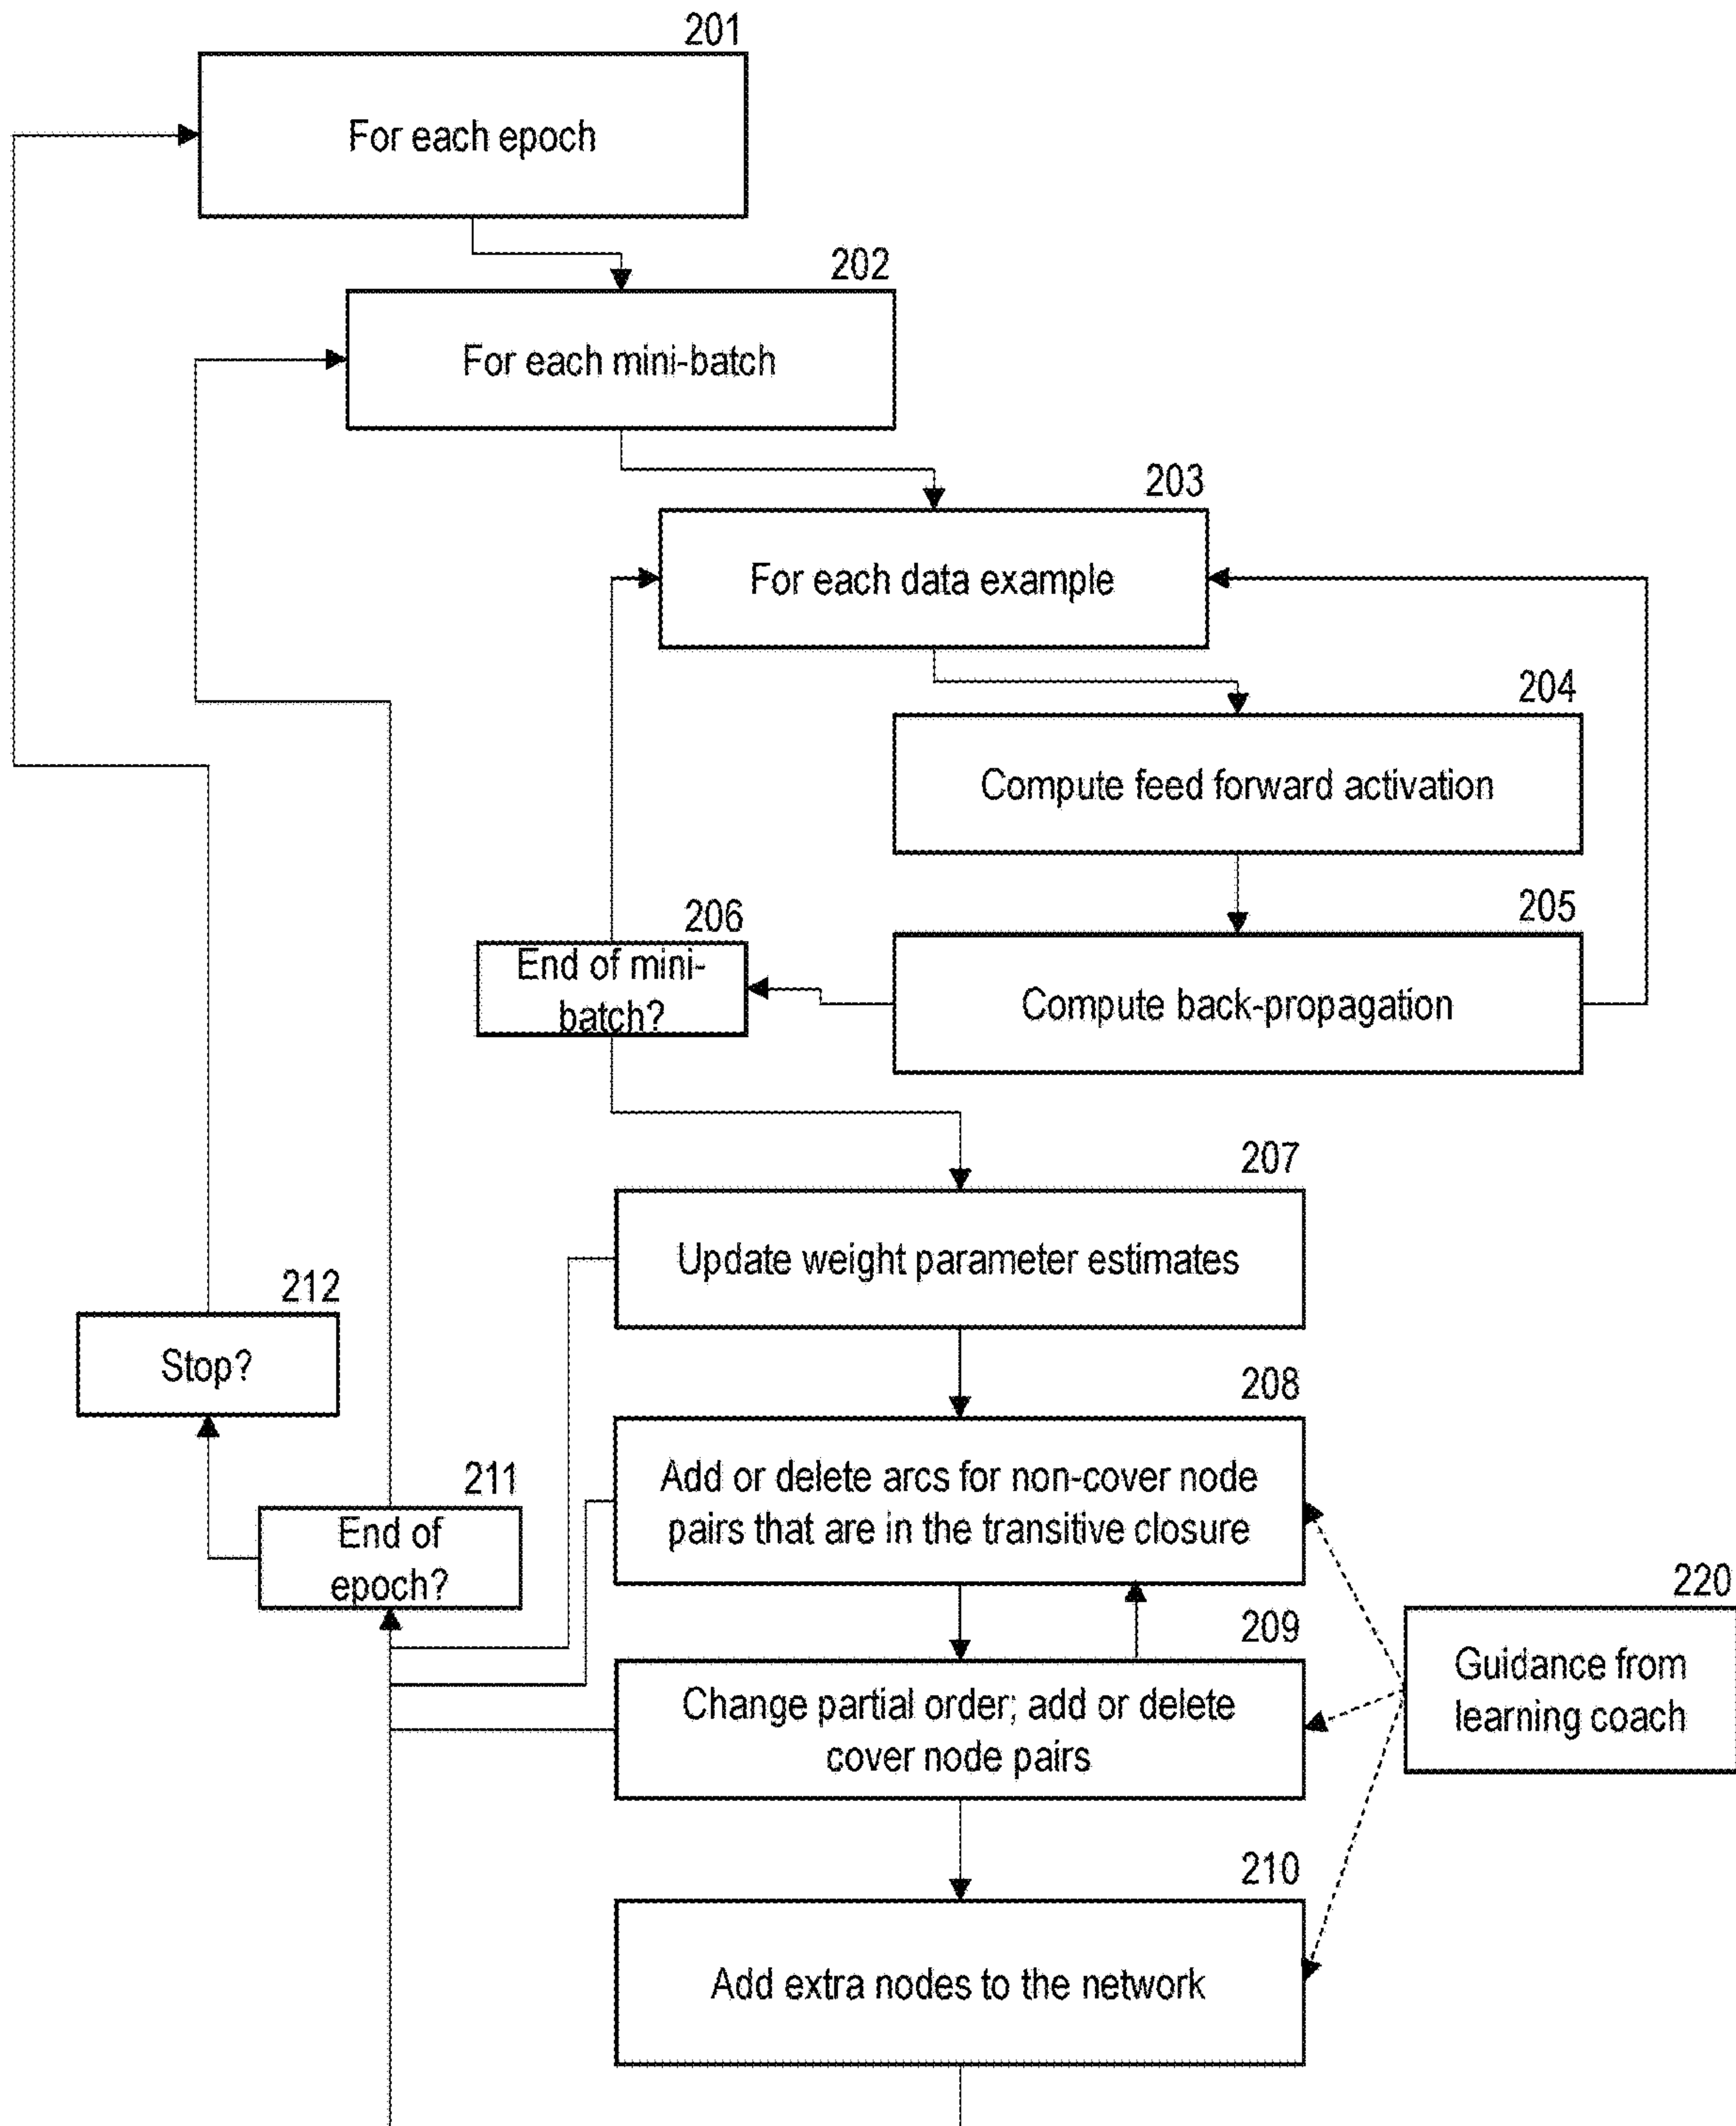 201
For each epoch
202
For each mini-batch
203
For each data example
204
Compute feed forward activation
205
Compute back-propagation
206
End of mini-
batch?
207
Update weight parameter estimates
212
Stop?
208
Add or delete arcs for non-cover node
pairs that are in the transitive closure
211
End of
epoch?
209
Change partial order; add or delete
cover node pairs
220
Guidance from
learning coach
210
Add extra nodes to the network